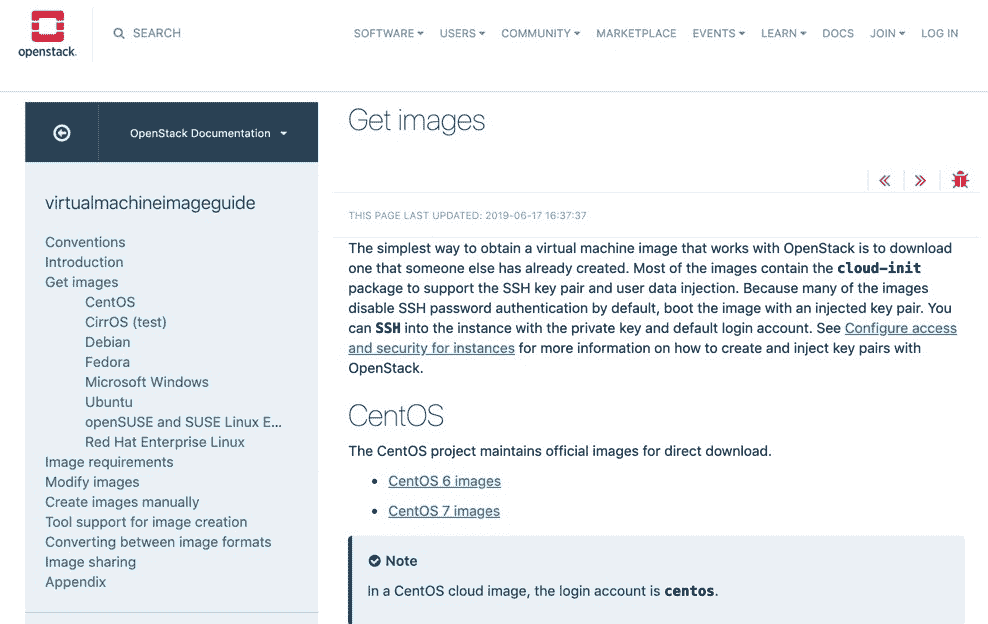 openstack.
SEARCH
SOFTWARE USERS COMMUNITY MARKETPLACE EVENTS LEARN DOCS JOIN LOG IN
OpenStack Documentation
virtualmachineimageguide
Conventions
Introduction
Get images
CentOS
CirrOS (test)
Debian
Fedora
Microsoft Windows
Ubuntu
openSUSE and SUSE Linux E...
Red Hat Enterprise Linux
Image requirements
Modify images
Create images manually
Tool support for image creation
Converting between image formats
Image sharing
Appendix
Get images
THIS PAGE LAST UPDATED: 2019-06-17 16:37:37
The simplest way to obtain a virtual machine image that works with OpenStack is to download
one that someone else has already created. Most of the images contain the cloud-init
package to support the SSH key pair and user data injection. Because many of the images
disable SSH password authentication by default, boot the image with an injected key pair. You
can SSH into the instance with the private key and default login account. See Configure access
and security for instances for more information on how to create and inject key pairs with
OpenStack.
CentOS
The CentOS project maintains official images for direct download.
• CentOS 6 images
• CentOS 7 images
Note
In a CentOS cloud image, the login account is centos.